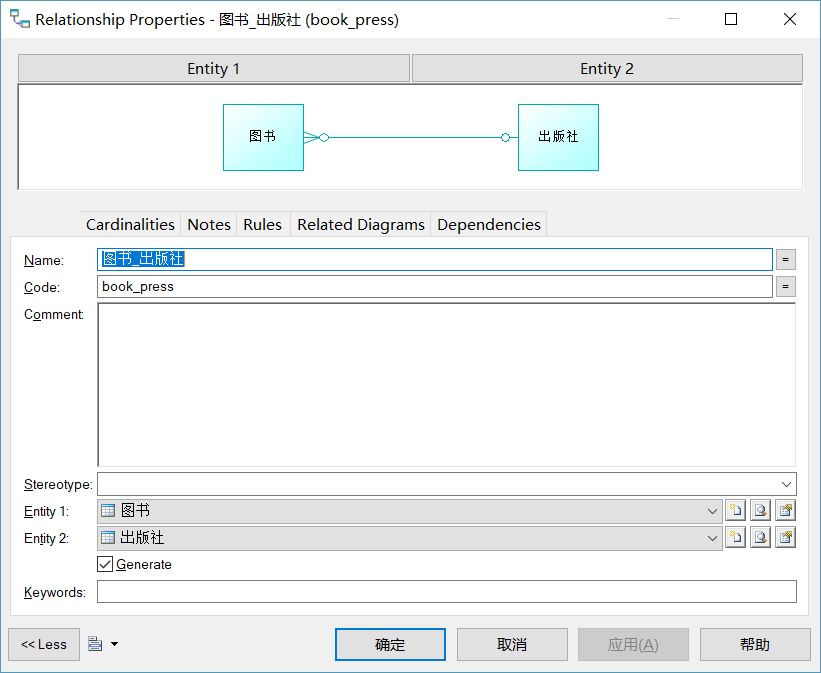 Relationship Properties - 图书_出版社 (book_press)
Entity 1 Entity 2
图书 出版社
Cardinalities Notes Rules Related Diagrams Dependencies
Name: 图书_出版社 =
Code: book_press =
Comment:
Stereotype:
Entity 1: 图书
Entity 2: 出版社
Generate
Keywords:
<< Less 确定 取消 应用(A) 帮助